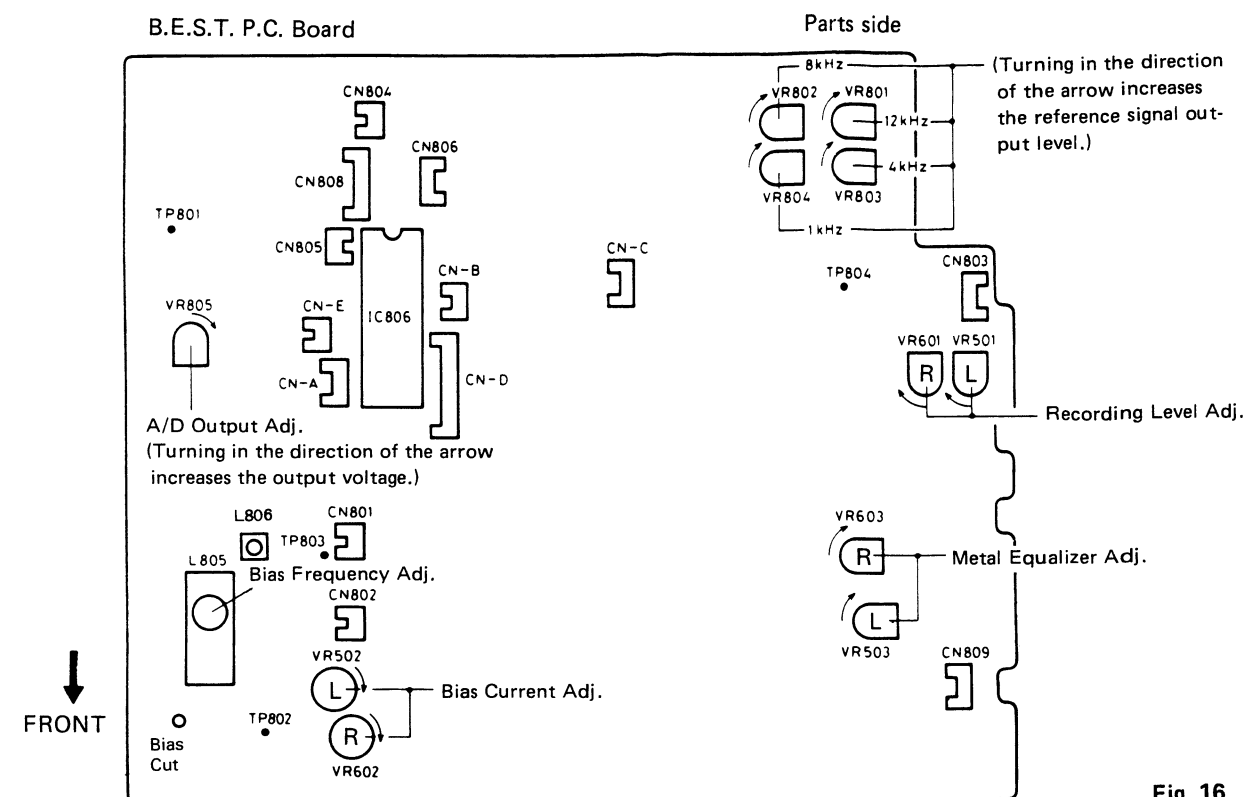 B.E.S.T. P.C. Board
Parts side
8kHz
(Turning in the direction
of the arrow increases
the reference signal out-
put level.)
CN804
VR802
VR801
12kHz
CN806
CN808
4kHz
VR804
VR803
TP801
1kHz
CN805
CN-C
CN803
CN-B
TP804
VR805
CN-E
IC806
VR601
VR501
R
L
CN-A
CN-D
Recording Level Adj.
A/D Output Adj.
(Turning in the direction of the arrow
increases the output voltage.)
L806
CN801
VR603
TP803
L805
R
Metal Equalizer Adj.
Bias Frequency Adj.
CN802
L
VR503
VR502
CN809
L
Bias Current Adj.
FRONT
TP802
R
Bias
Cut
VR602
Fig. 16